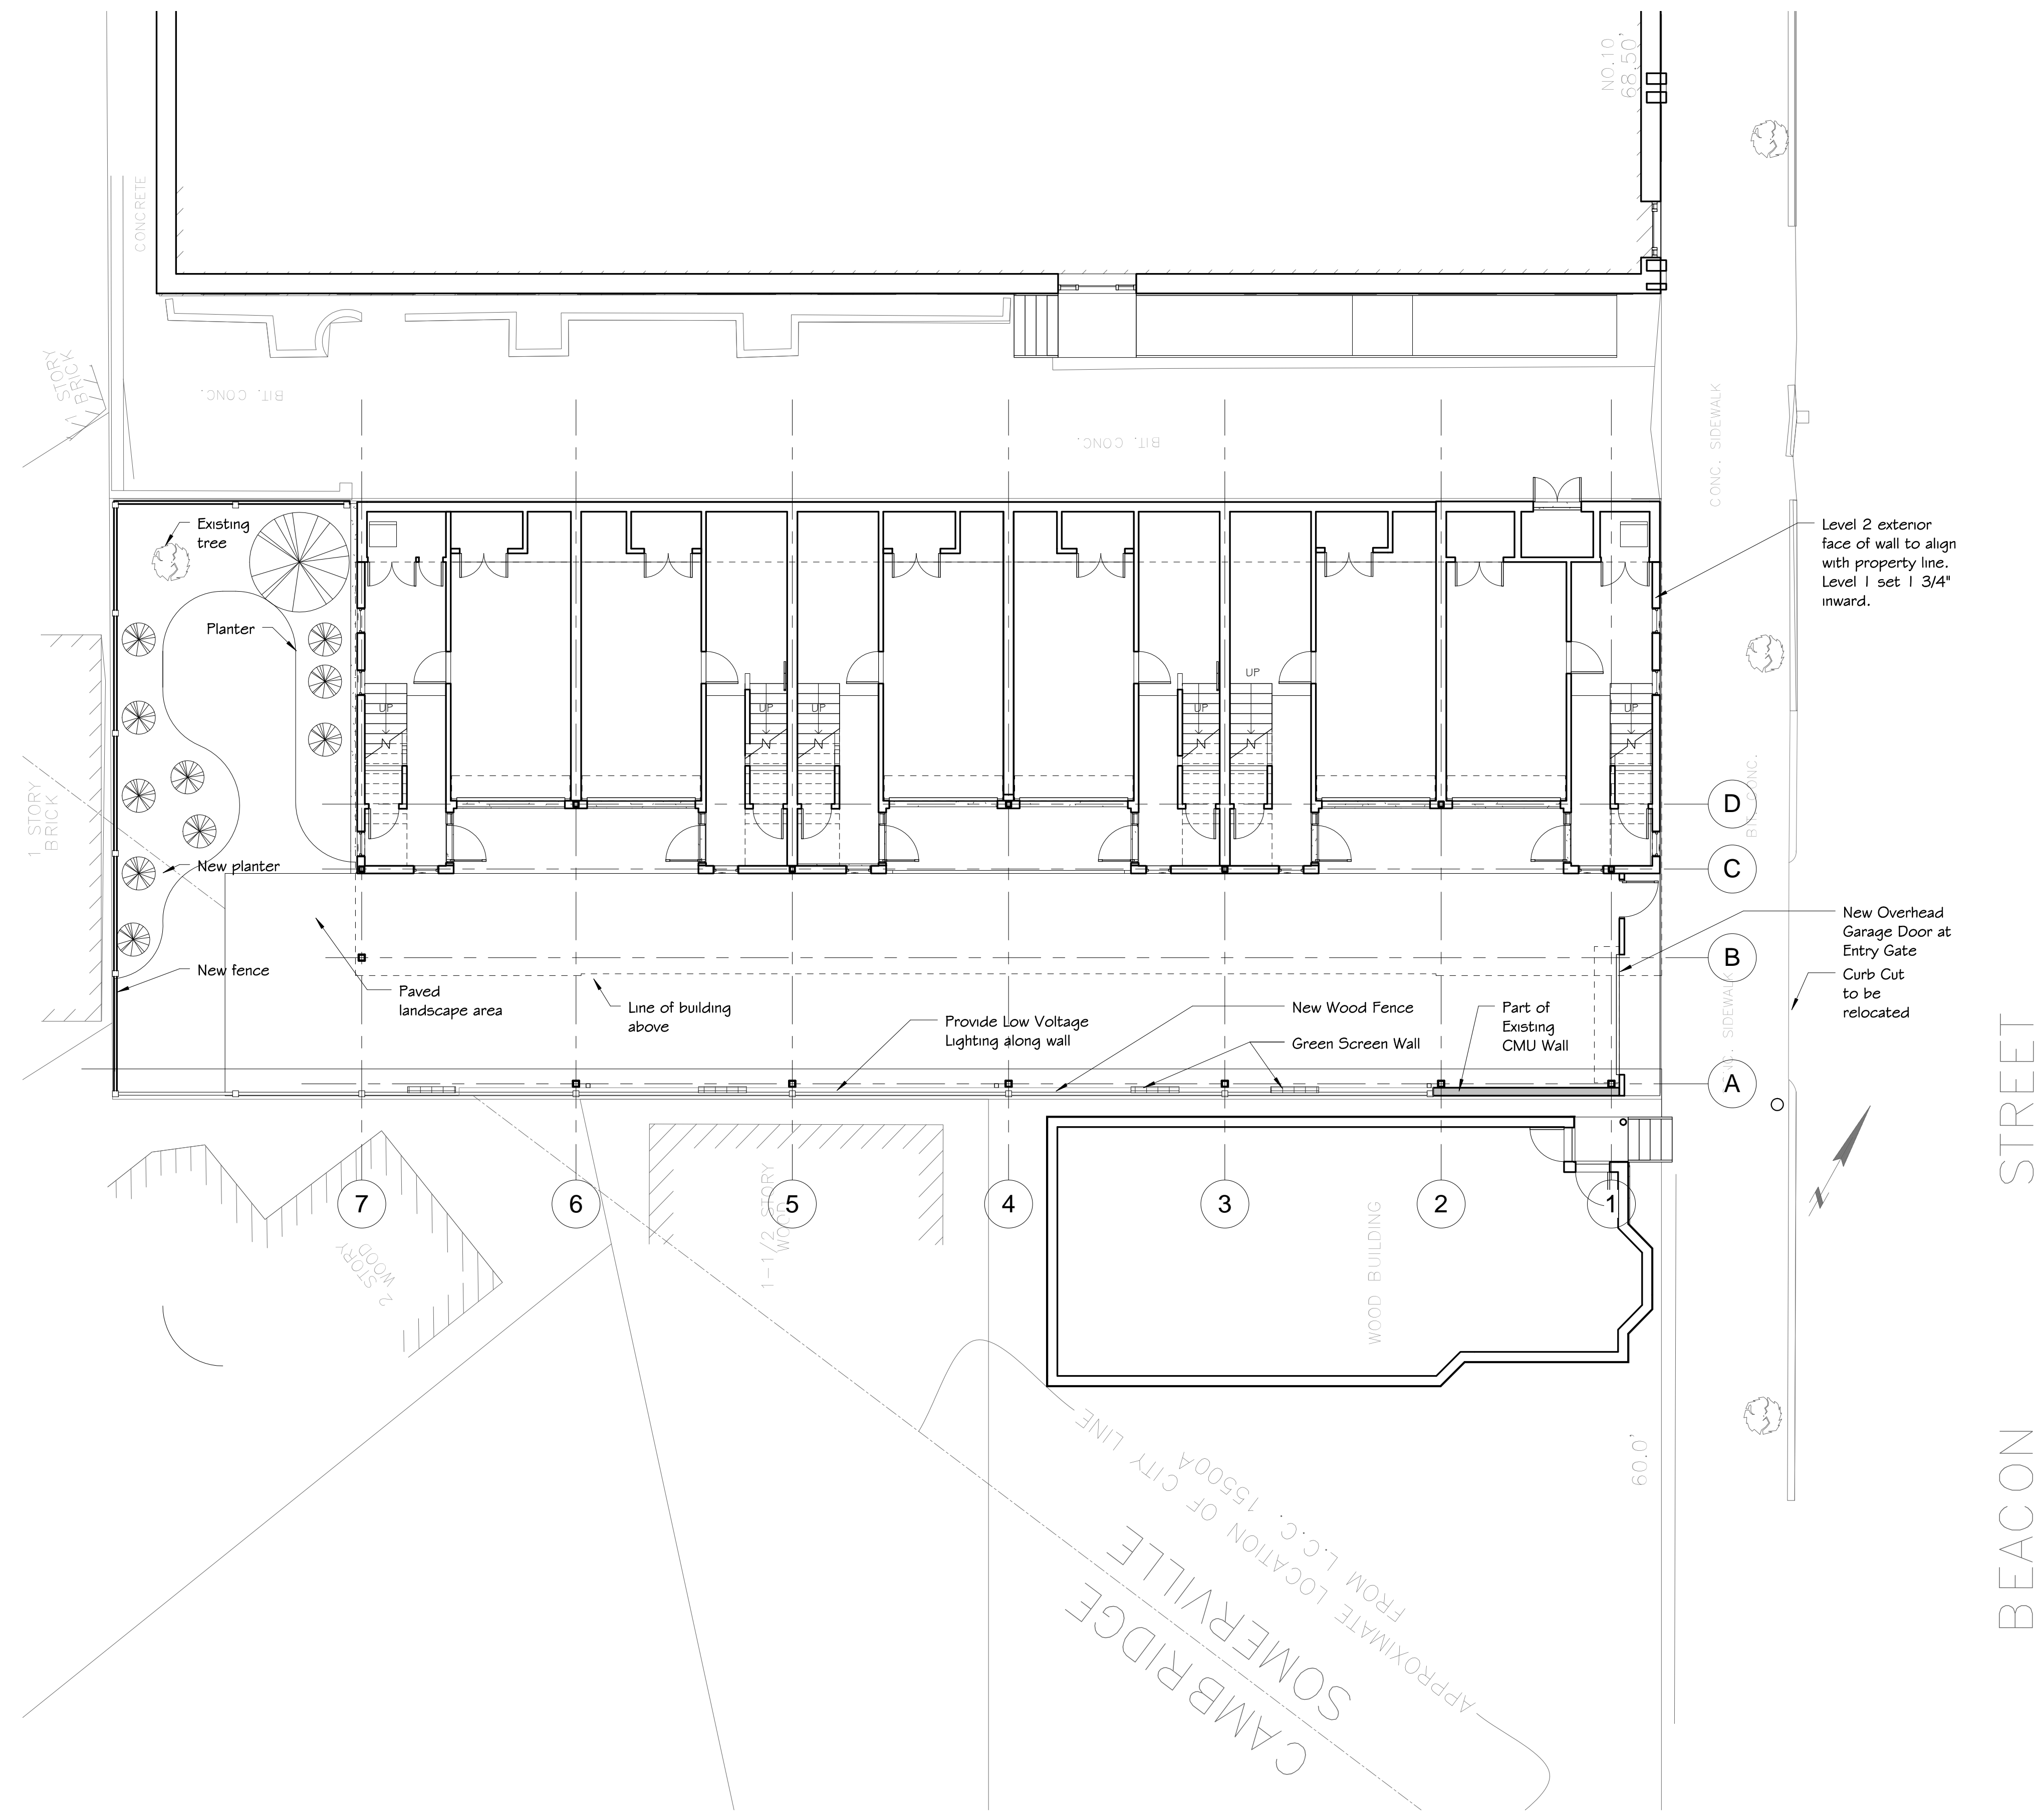 NO.10
68.50'
CONCRETE
1 STORY
BRICK
BIT. CONC.
BIT. CONC.
CONC. SIDEWALK
Existing
tree
Planter
Level 2 exterior
face of wall to align
with property line.
Level 1 set 1 3/4"
inward.
UP
UP
UP
UP
UP
UP
N
N
N
N
N
N
1 STORY
BRICK
BIT. CONC.
D
New planter
C
New Overhead
Garage Door at
Entry Gate
B
New fence
Curb Cut
to be
relocated
Paved
landscape area
Line of building
above
Provide Low Voltage
Lighting along wall
New Wood Fence
Green Screen Wall
Part of
Existing
CMU Wall
CONC. SIDEWALK
A
7
6
5
4
3
2
1
N
2 STORY
WOOD
1-1/2 STORY
WOOD
WOOD BUILDING
60.0'
BEACON STREET
APPROXIMATE LOCATION OF CITY LINE
FROM L.C.C. 15500A
SOMERVILLE
CAMBRIDGE